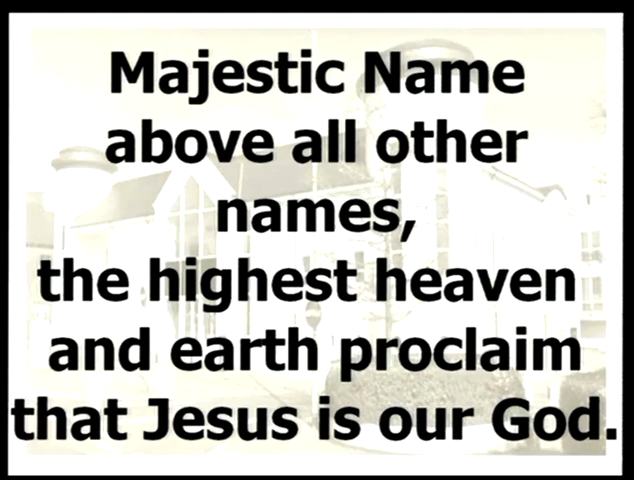 Majestic Name
above all other
names,
the highest heaven
and earth proclaim
that Jesus is our God.